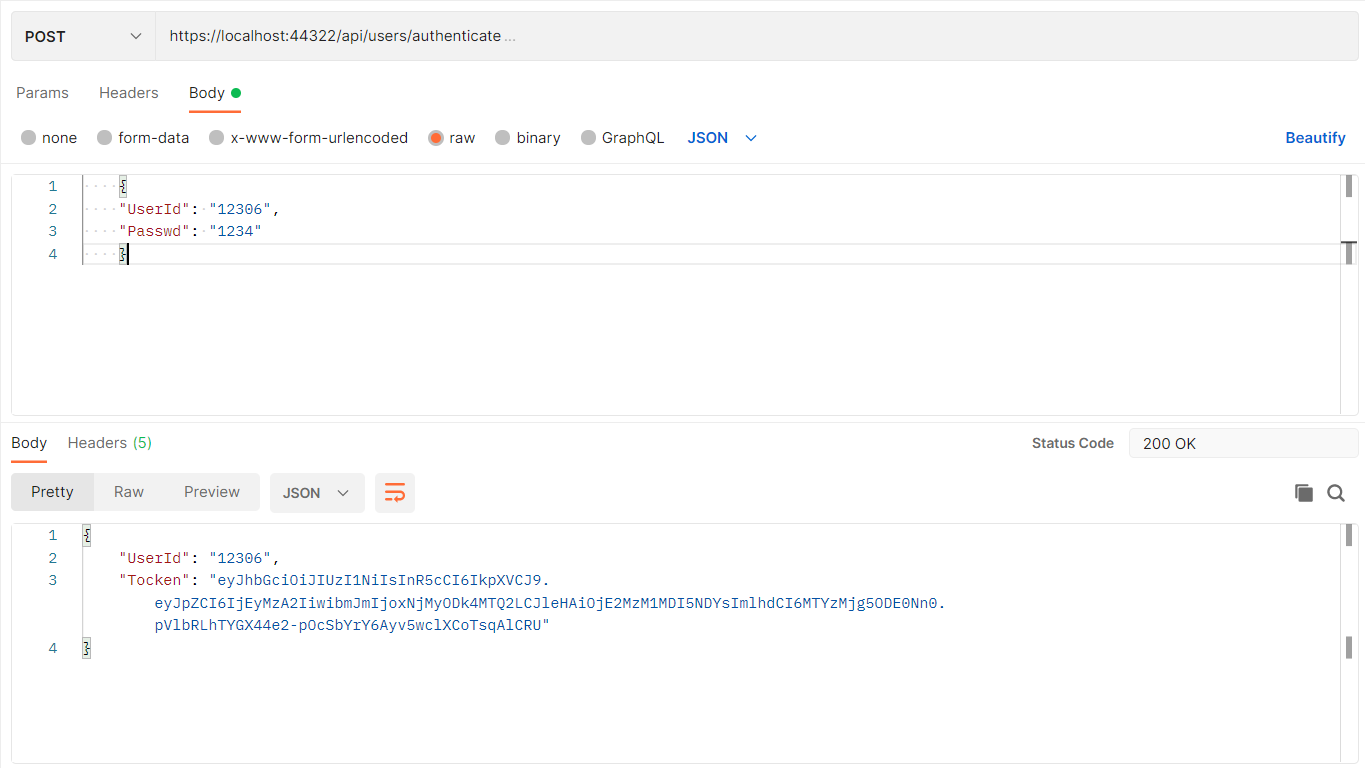 POST https://localhost:44322/api/users/authenticate ...
Params Headers Body
none form-data x-www-form-urlencoded raw binary GraphQL JSON Beautify
1 {
2 "UserId": "12306",
3 "Passwd": "1234"
4 }
Body Headers (5) Status Code 200 OK
Pretty Raw Preview JSON
1 {
2 "UserId": "12306",
3 "Tocken": "eyJhbGciOiJIUzI1NiIsInR5cCI6IkpXVCJ9.
eyJpZCI6IjEyMzA2IiwibmJmIjoxNjMyODk4MTQ2LCJleHAiOjE2MzM1MDI5NDYsImlhdCI6MTYzMjg5ODE0Nn0.
pVlbRLhTYGX44e2-pOcSbYrY6Ayv5wclXCoTsqAlCRU"
4 }